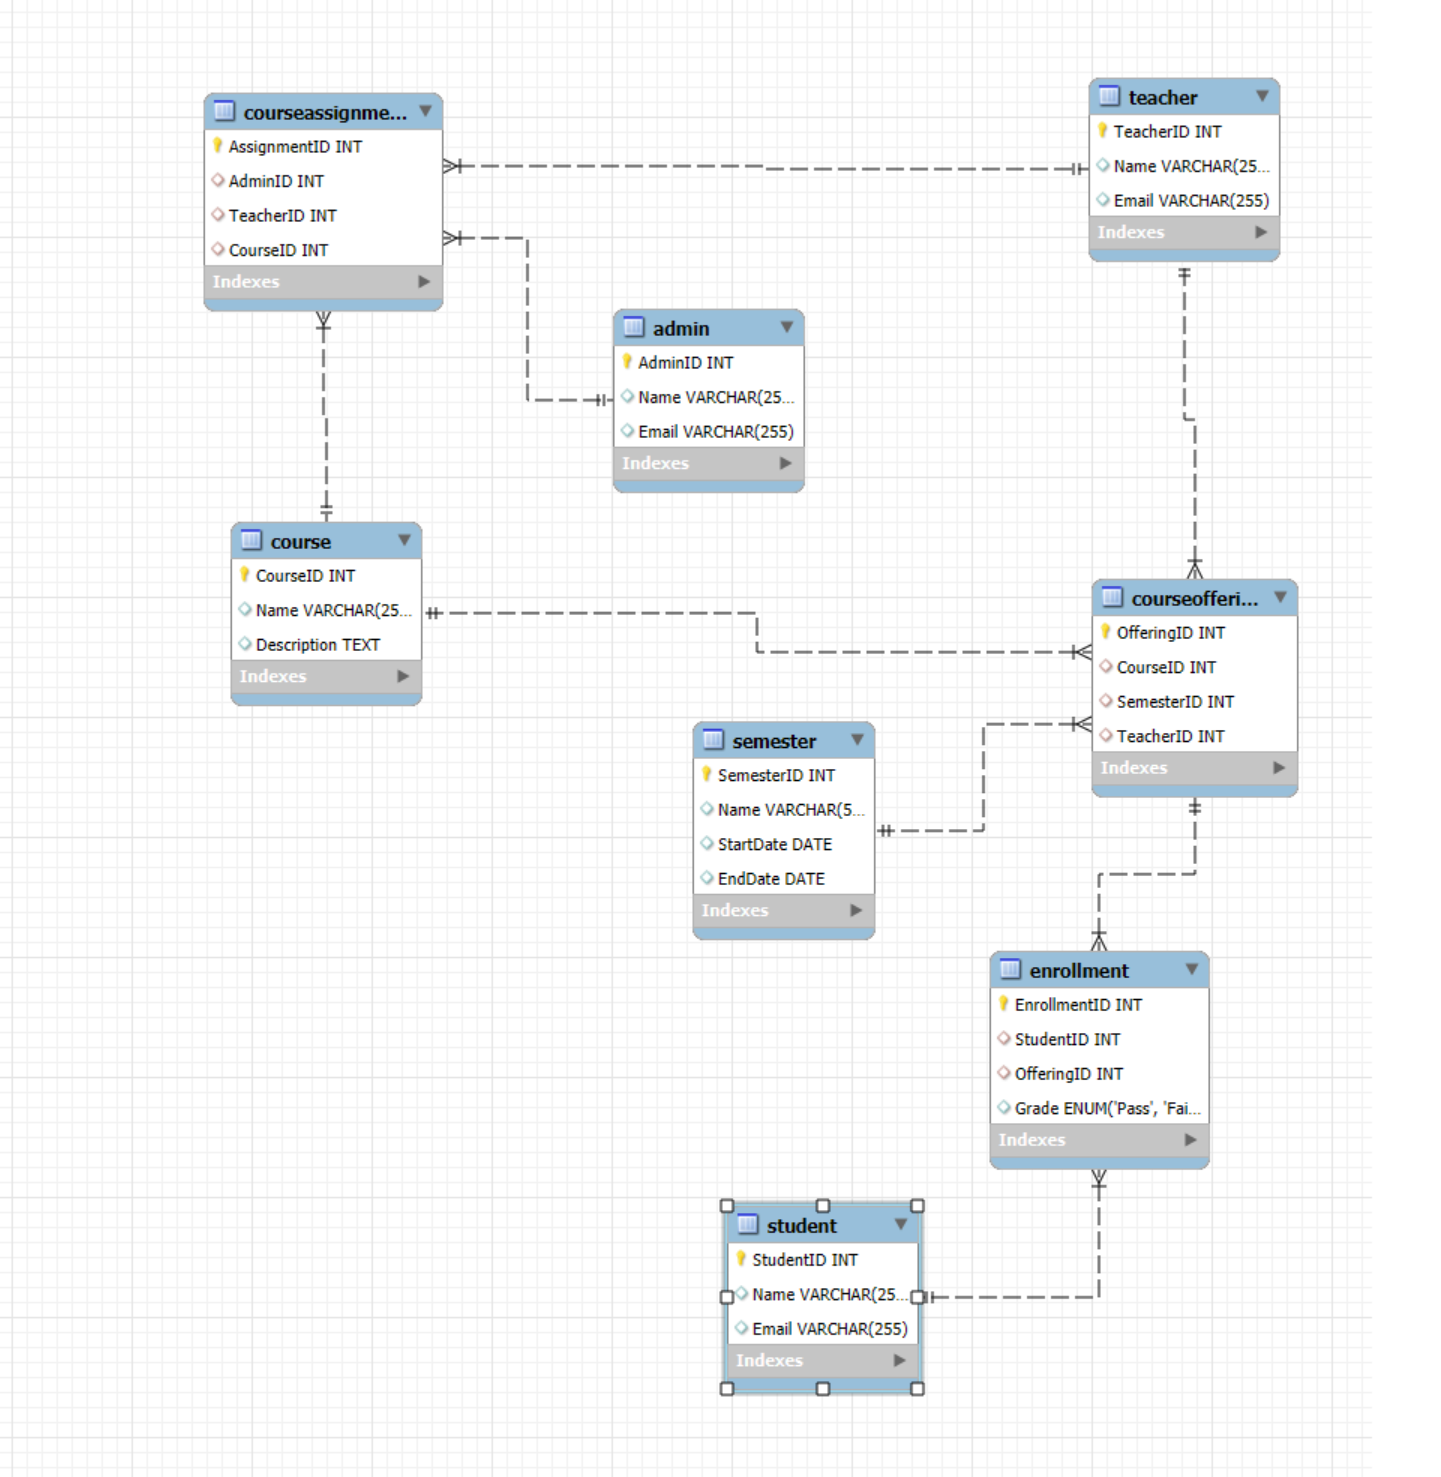 courseassignme...
AssignmentID INT
AdminID INT
TeacherID INT
CourseID INT
Indexes
teacher
TeacherID INT
Name VARCHAR(25...
Email VARCHAR(255)
Indexes
admin
AdminID INT
Name VARCHAR(25...
Email VARCHAR(255)
Indexes
course
CourseID INT
Name VARCHAR(25...
Description TEXT
Indexes
courseofferi...
OfferingID INT
CourseID INT
SemesterID INT
TeacherID INT
Indexes
semester
SemesterID INT
Name VARCHAR(5...
StartDate DATE
EndDate DATE
Indexes
enrollment
EnrollmentID INT
StudentID INT
OfferingID INT
Grade ENUM('Pass', 'Fai...
Indexes
student
StudentID INT
Name VARCHAR(25...
Email VARCHAR(255)
Indexes